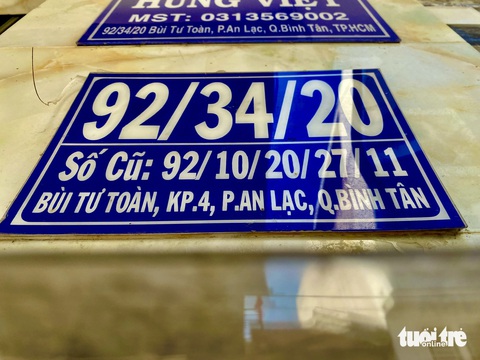 HÙNG VIỆT
MST: 0313569002
92/34/20 Bùi Tư Toàn, P.An Lạc, Q.Bình Tân, TP.HCM
92/34/20
Số Cũ: 92/10/20/27/11
BÙI TƯ TOÀN, KP.4, P.AN LẠC, Q.BÌNH TÂN
tuổi trẻ
online